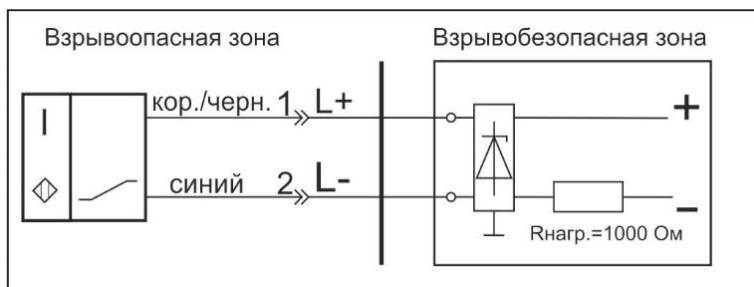 Взрывоопасная зона
Взрывобезопасная зона
I
кор./черн. 1 L+
+
синий 2 L-
-
Rнагр.=1000 Ом